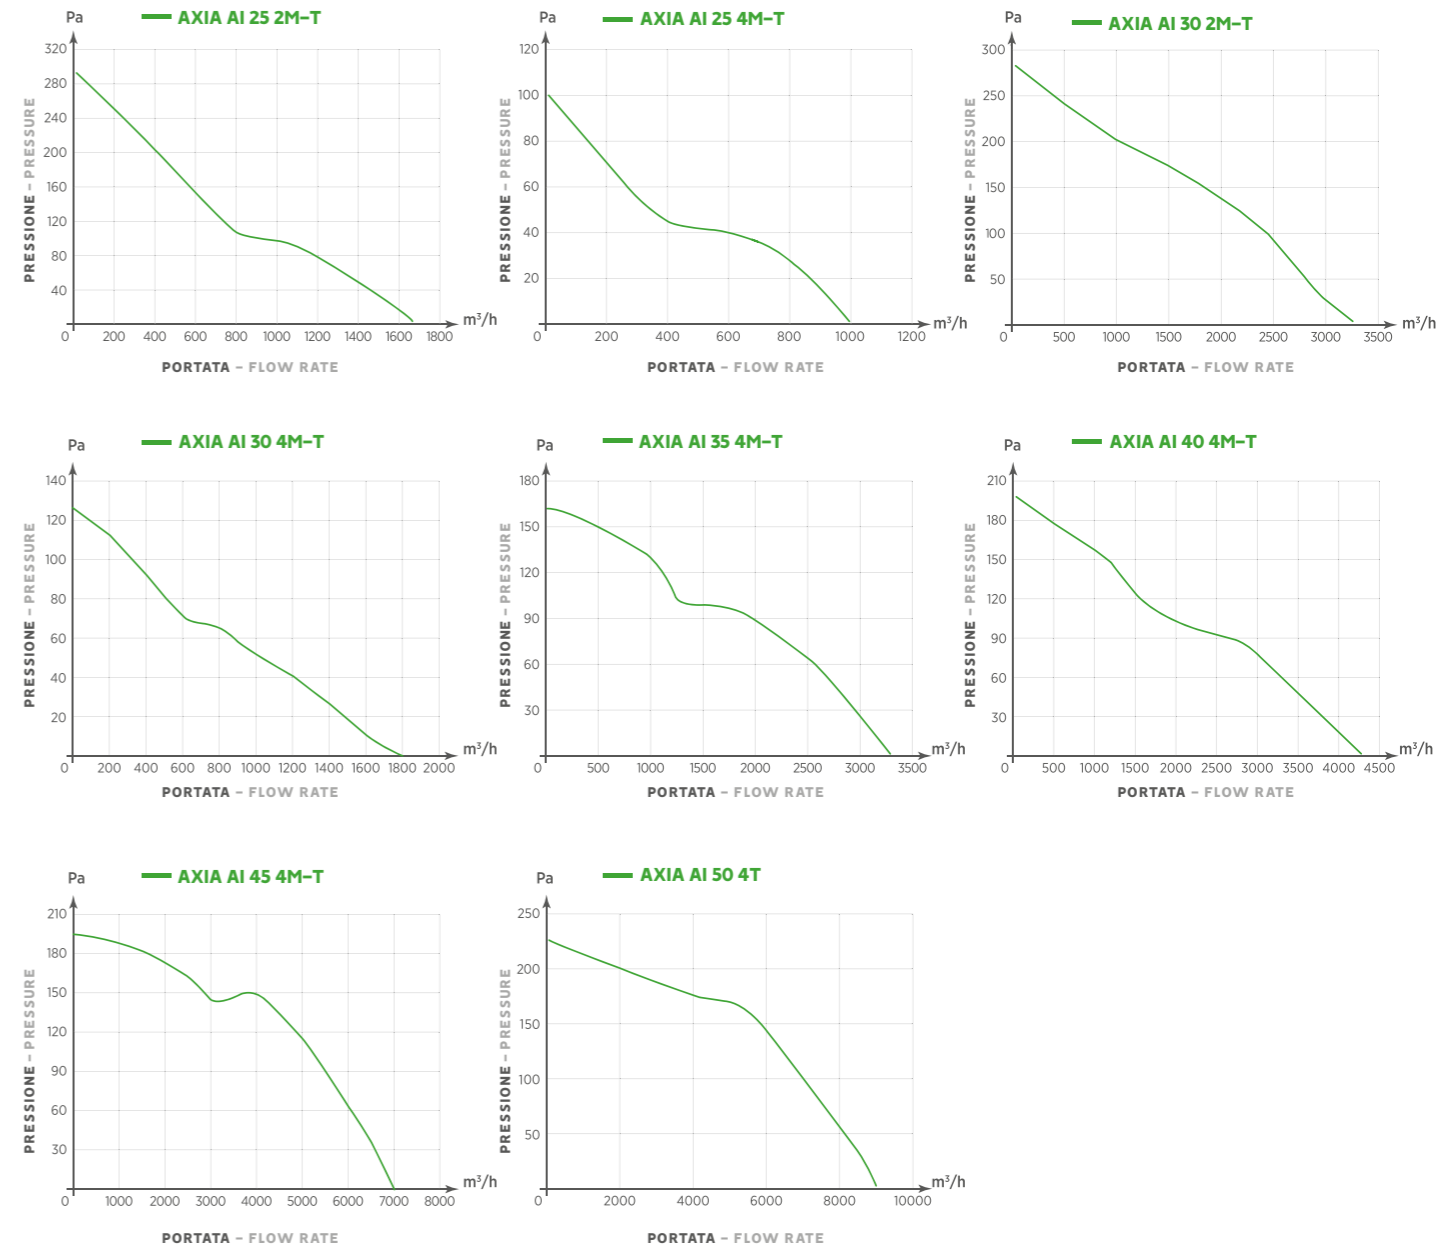 Pa
AXIA AI 25 2M–T
320
280
240
200
160
120
80
40
0 200 400 600 800 1000 1200 1400 1600 1800
m³/h
PRESSIONE – PRESSURE
PORTATA – FLOW RATE
Pa
AXIA AI 25 4M–T
120
100
80
60
40
20
0 200 400 600 800 1000 1200
m³/h
PRESSIONE – PRESSURE
PORTATA – FLOW RATE
Pa
AXIA AI 30 2M–T
300
250
200
150
100
50
0 500 1000 1500 2000 2500 3000 3500
m³/h
PRESSIONE – PRESSURE
PORTATA – FLOW RATE
Pa
AXIA AI 30 4M–T
140
120
100
80
60
40
20
0 200 400 600 800 1000 1200 1400 1600 1800 2000
m³/h
PRESSIONE – PRESSURE
PORTATA – FLOW RATE
Pa
AXIA AI 35 4M–T
180
150
120
90
60
30
0 500 1000 1500 2000 2500 3000 3500
m³/h
PRESSIONE – PRESSURE
PORTATA – FLOW RATE
Pa
AXIA AI 40 4M–T
210
180
150
120
90
60
30
0 500 1000 1500 2000 2500 3000 3500 4000 4500
m³/h
PRESSIONE – PRESSURE
PORTATA – FLOW RATE
Pa
AXIA AI 45 4M–T
210
180
150
120
90
60
30
0 1000 2000 3000 4000 5000 6000 7000 8000
m³/h
PRESSIONE – PRESSURE
PORTATA – FLOW RATE
Pa
AXIA AI 50 4T
250
200
150
100
50
0 2000 4000 6000 8000 10000
m³/h
PRESSIONE – PRESSURE
PORTATA – FLOW RATE